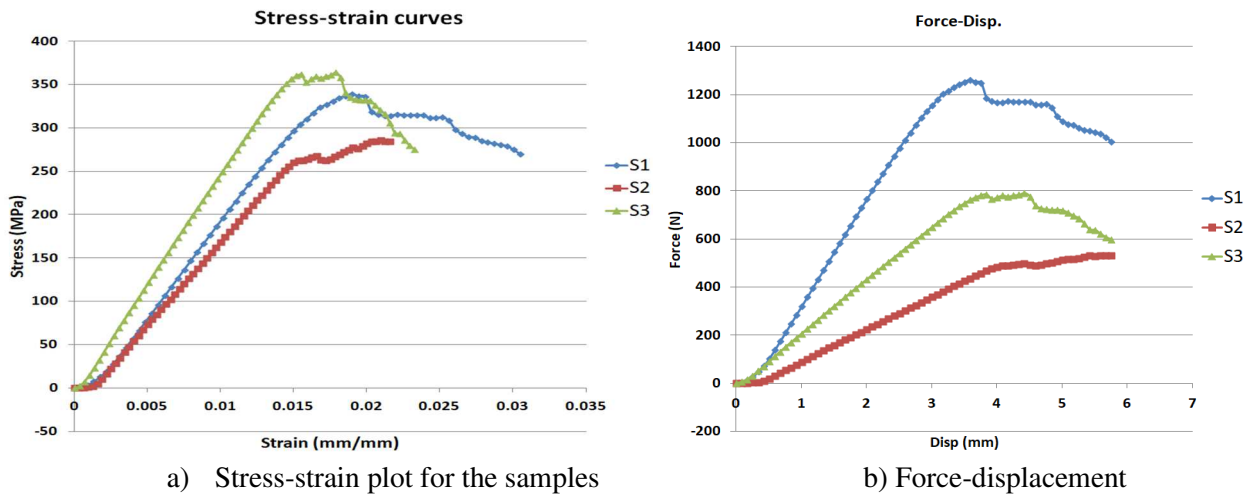 Stress-strain curves
400
350
300
250
200
150
100
50
0
-50
Stress (MPa)
0 0.005 0.01 0.015 0.02 0.025 0.03 0.035
Strain (mm/mm)
S1
S2
S3
a) Stress-strain plot for the samples
Force-Disp.
1400
1200
1000
800
600
400
200
0
-200
Force (N)
0 1 2 3 4 5 6 7
Disp (mm)
S1
S2
S3
b) Force-displacement